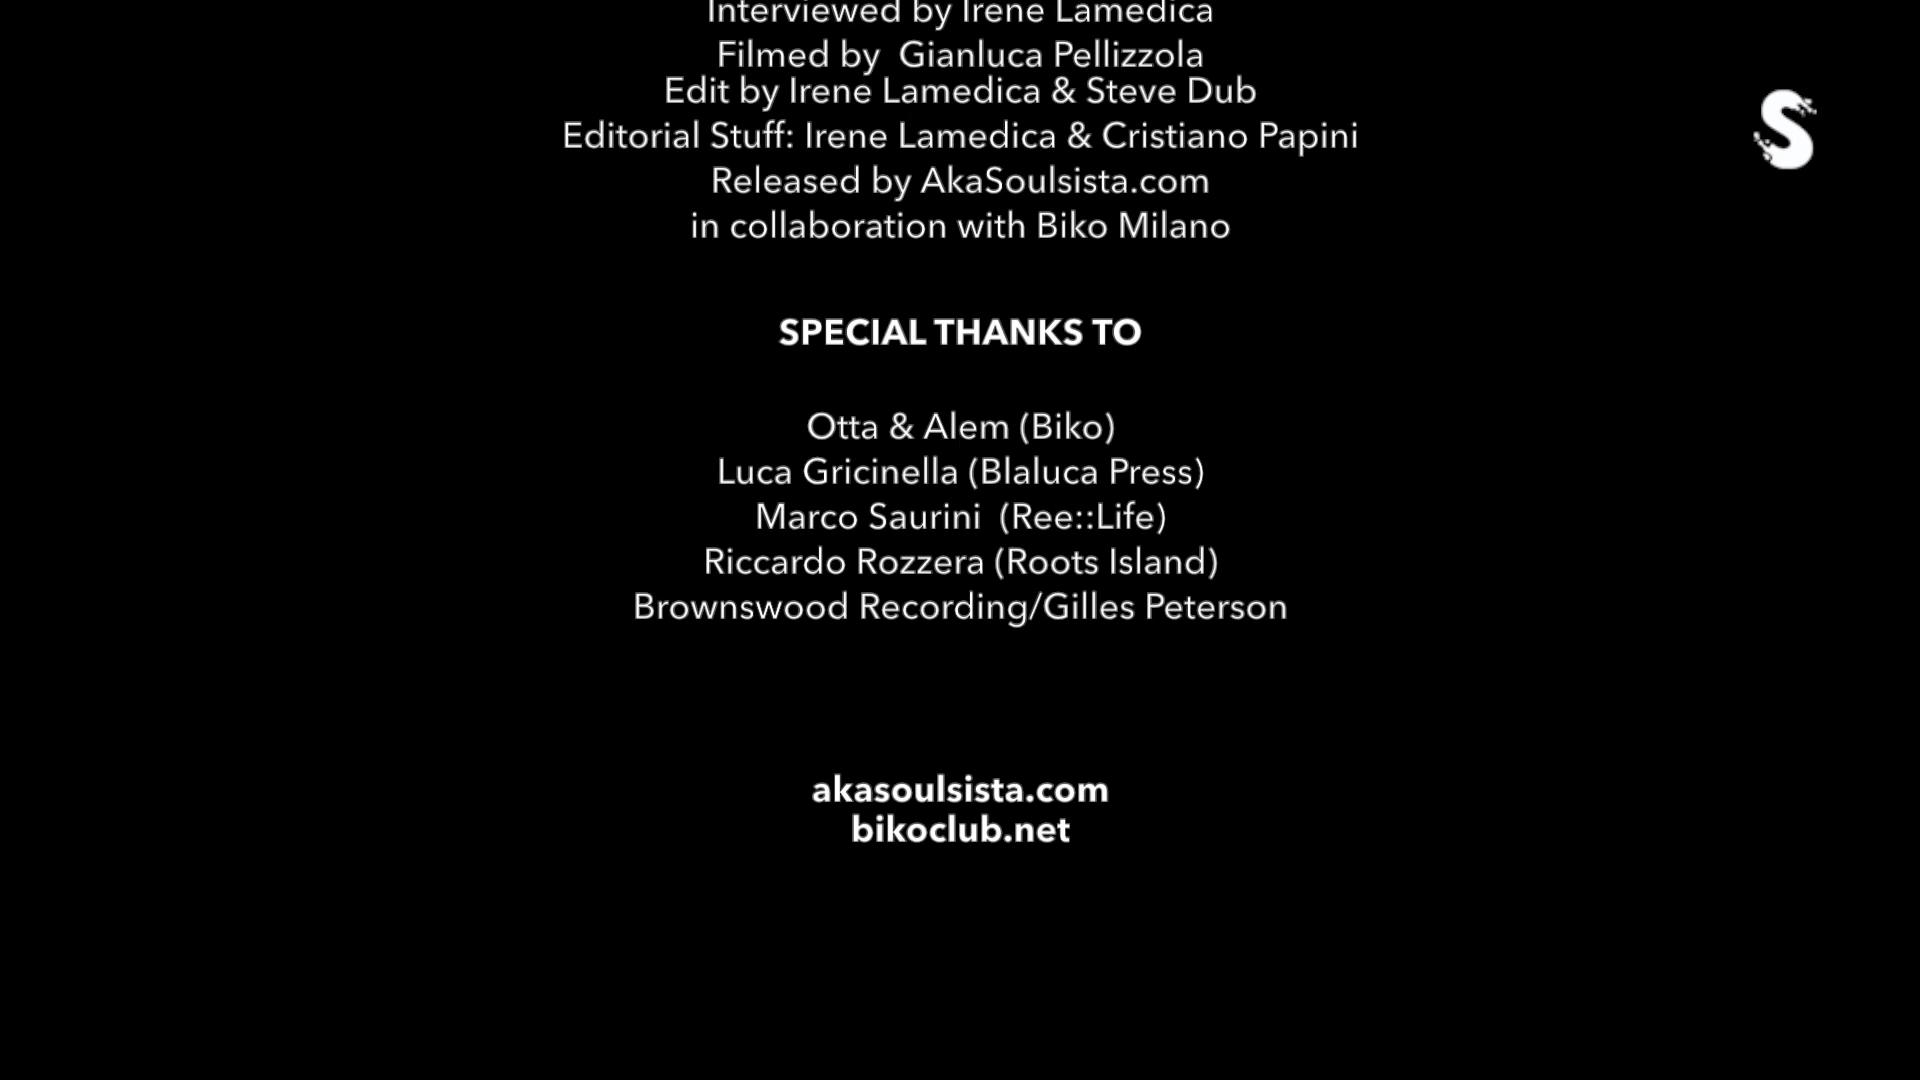 Interviewed by Irene Lamedica
Filmed by  Gianluca Pellizzola
Edit by Irene Lamedica & Steve Dub
Editorial Stuff: Irene Lamedica & Cristiano Papini
Released by AkaSoulsista.com
in collaboration with Biko Milano
SPECIAL THANKS TO
Otta & Alem (Biko)
Luca Gricinella (Blaluca Press)
Marco Saurini  (Ree::Life)
Riccardo Rozzera (Roots Island)
Brownswood Recording/Gilles Peterson
akasoulsista.com
bikoclub.net
S